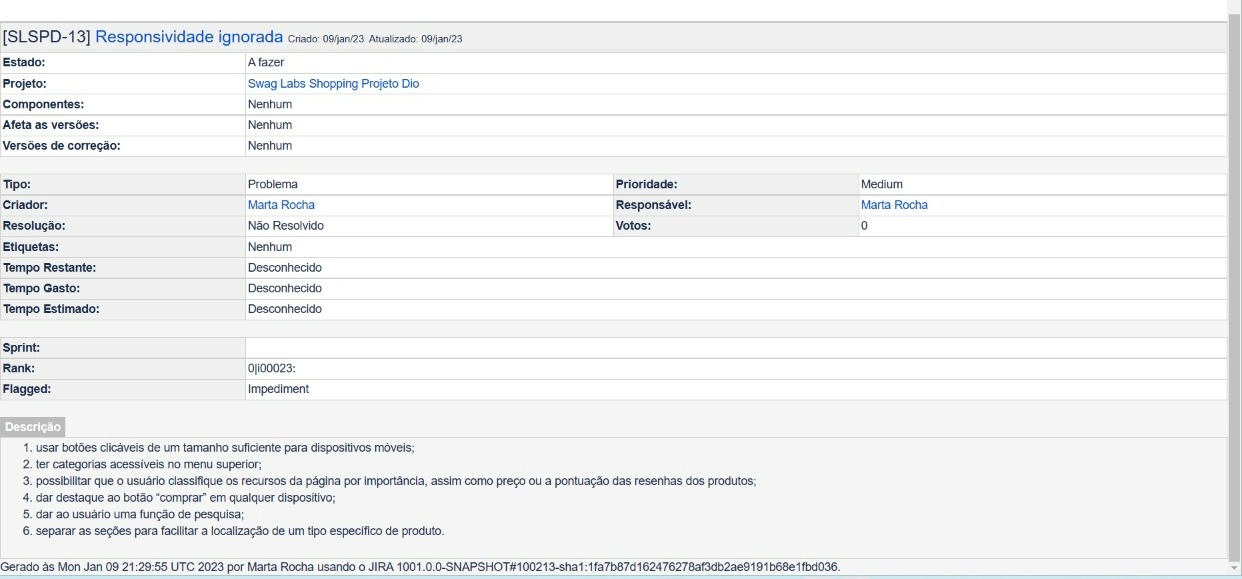 [SLSPD-13] Responsividade ignorada Criado: 09/jan/23 Atualizado: 09/jan/23
Estado: A fazer
Projeto: Swag Labs Shopping Projeto Dio
Componentes: Nenhum
Afeta as versões: Nenhum
Versões de correção: Nenhum
Tipo: Problema Prioridade: Medium
Criador: Marta Rocha Responsável: Marta Rocha
Resolução: Não Resolvido Votos: 0
Etiquetas: Nenhum
Tempo Restante: Desconhecido
Tempo Gasto: Desconhecido
Tempo Estimado: Desconhecido
Sprint:
Rank: 0|i00023:
Flagged: Impediment
Descrição
1. usar botões clicáveis de um tamanho suficiente para dispositivos móveis;
2. ter categorias acessíveis no menu superior;
3. possibilitar que o usuário classifique os recursos da página por importância, assim como preço ou a pontuação das resenhas dos produtos;
4. dar destaque ao botão “comprar” em qualquer dispositivo;
5. dar ao usuário uma função de pesquisa;
6. separar as seções para facilitar a localização de um tipo específico de produto.
Gerado às Mon Jan 09 21:29:55 UTC 2023 por Marta Rocha usando o JIRA 1001.0.0-SNAPSHOT#100213-sha1:1fa7b87d162476278af3db2ae9191b68e1fbd036.